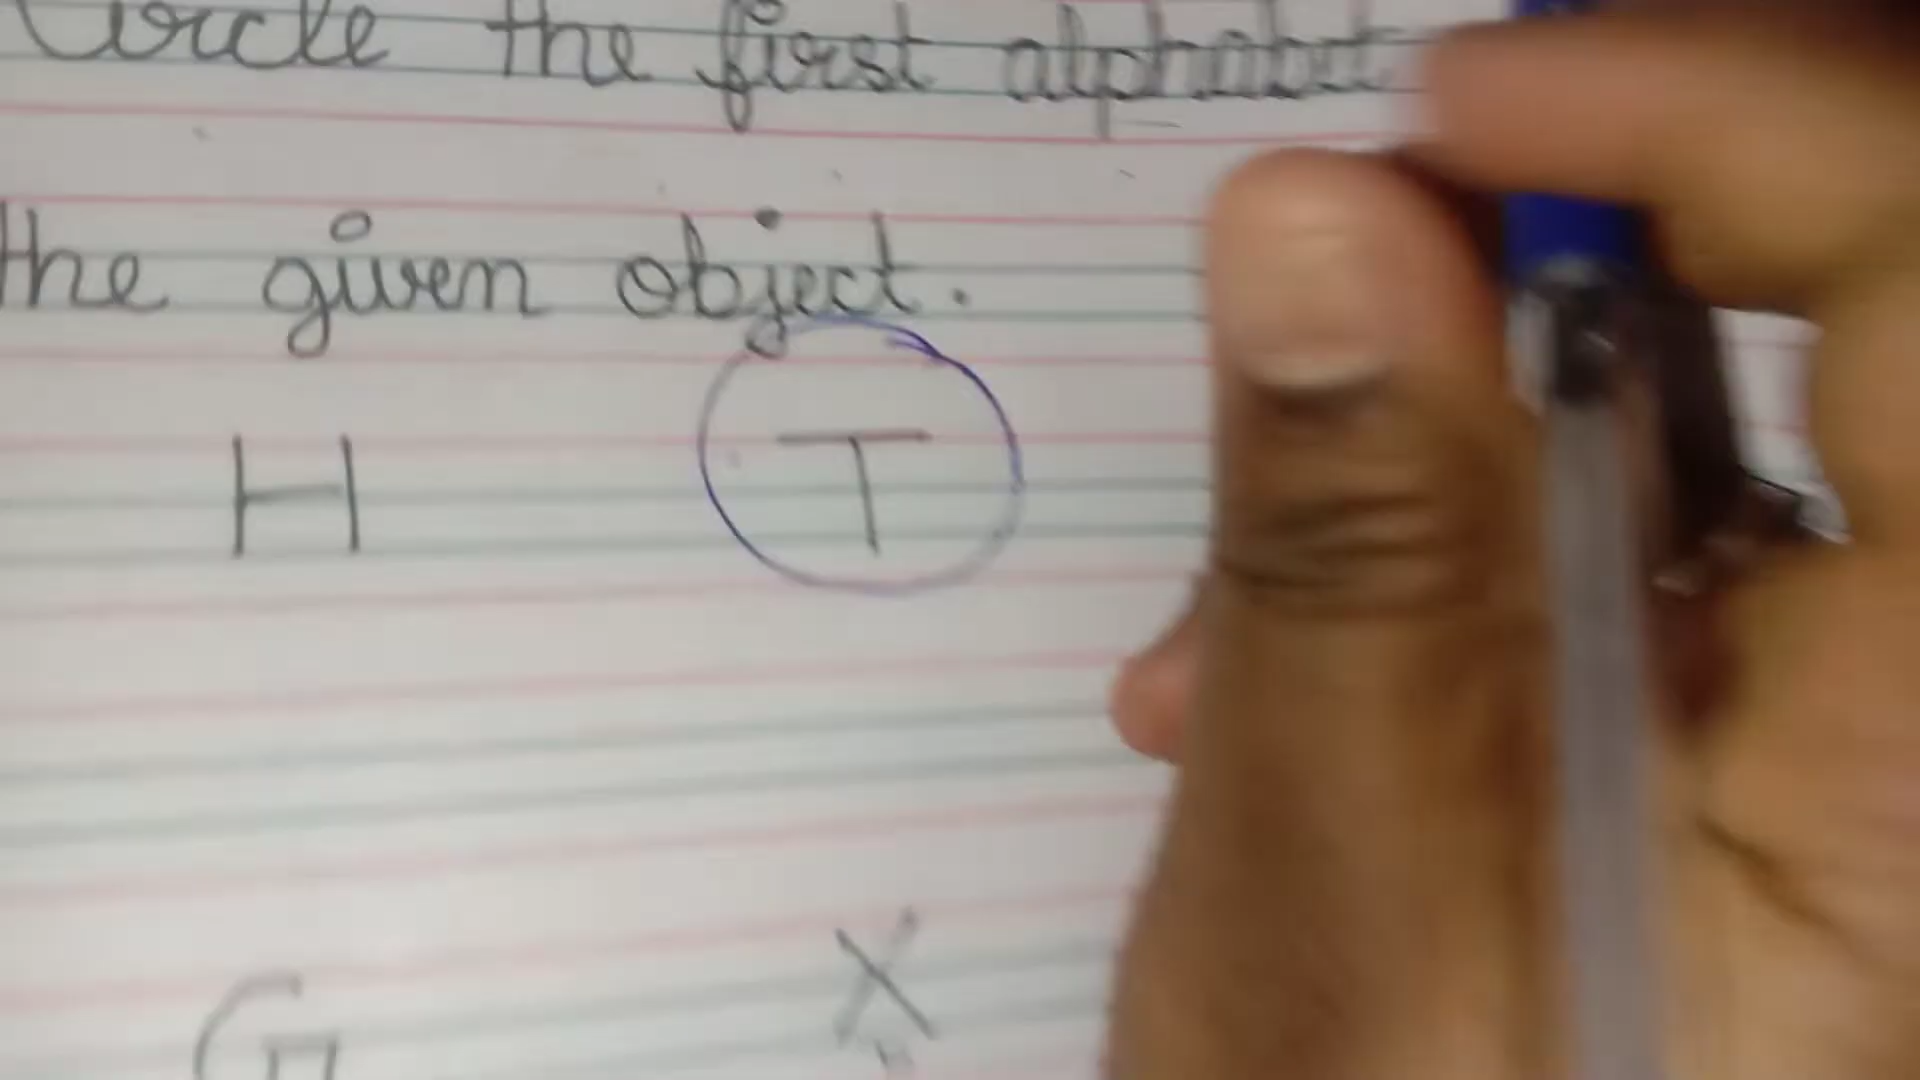 Circle the first alphabet
the given object.
H T
G X